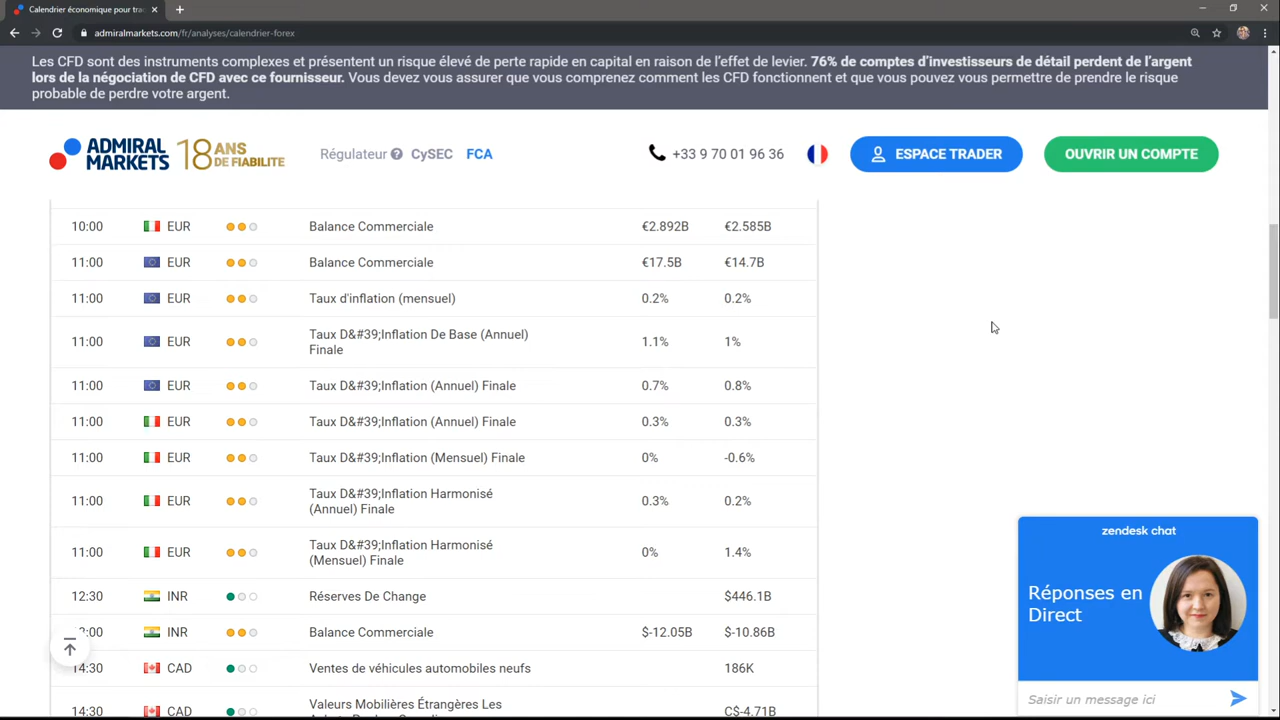 Calendrier économique pour tra
admiralmarkets.com/fr/analyses/calendrier-forex
Les CFD sont des instruments complexes et présentent un risque élevé de perte rapide en capital en raison de l'effet de levier. 76% de comptes d'investisseurs de détail perdent de l'argent
lors de la négociation de CFD avec ce fournisseur. Vous devez vous assurer que vous comprenez comment les CFD fonctionnent et que vous pouvez vous permettre de prendre le risque
probable de perdre votre argent.
ADMIRAL MARKETS 18 ANS DE FIABILITE Régulateur ? CySEC FCA +33 9 70 01 96 36 ESPACE TRADER OUVRIR UN COMPTE
10:00 EUR Balance Commerciale €2.892B €2.585B
11:00 EUR Balance Commerciale €17.5B €14.7B
11:00 EUR Taux d'inflation (mensuel) 0.2% 0.2%
11:00 EUR Taux D&#39;Inflation De Base (Annuel) 1.1% 1%
Finale
11:00 EUR Taux D&#39;Inflation (Annuel) Finale 0.7% 0.8%
11:00 EUR Taux D&#39;Inflation (Annuel) Finale 0.3% 0.3%
11:00 EUR Taux D&#39;Inflation (Mensuel) Finale 0% -0.6%
11:00 EUR Taux D&#39;Inflation Harmonisé 0.3% 0.2%
(Annuel) Finale
11:00 EUR Taux D&#39;Inflation Harmonisé 0% 1.4%
(Mensuel) Finale
12:30 INR Réserves De Change $446.1B
:00 INR Balance Commerciale $-12.05B $-10.86B
14:30 CAD Ventes de véhicules automobiles neufs 186K
14:30 CAD Valeurs Mobilières Étrangères Les C$-4.71B
zendesk chat
Réponses en
Direct
Saisir un message ici